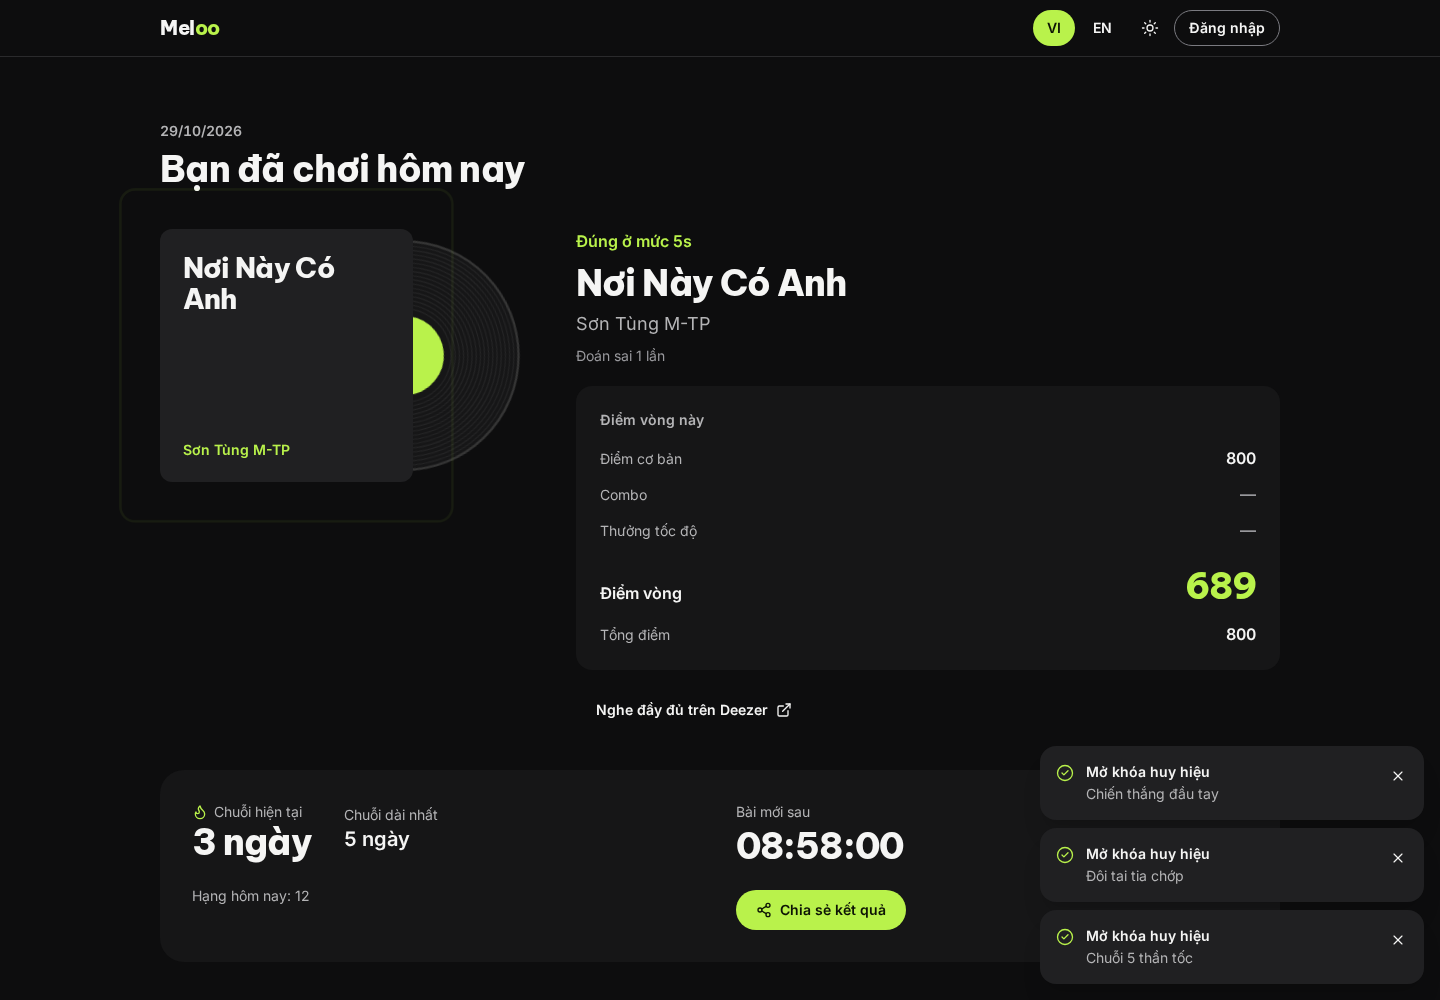 Meloo
VI
EN
Đăng nhập
29/10/2026
Bạn đã chơi hôm nay
Nơi Này Có
Anh
Sơn Tùng M-TP
Đúng ở mức 5s
Nơi Này Có Anh
Sơn Tùng M-TP
Đoán sai 1 lần
Điểm vòng này
Điểm cơ bản 800
Combo —
Thưởng tốc độ —
Điểm vòng 689
Tổng điểm 800
Nghe đầy đủ trên Deezer
Chuỗi hiện tại
3 ngày
Chuỗi dài nhất
5 ngày
Hạng hôm nay: 12
Bài mới sau
08:58:00
Chia sẻ kết quả
Mở khóa huy hiệu
Chiến thắng đầu tay
Mở khóa huy hiệu
Đôi tai tia chớp
Mở khóa huy hiệu
Chuỗi 5 thần tốc